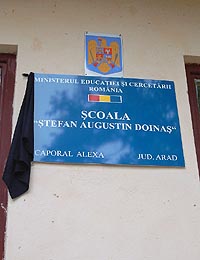 MINISTERUL EDUCAȚIEI ȘI CERCETĂRII
ROMÂNIA
ȘCOALA
"ȘTEFAN AUGUSTIN DOINAȘ"
CAPORAL ALEXA JUD. ARAD